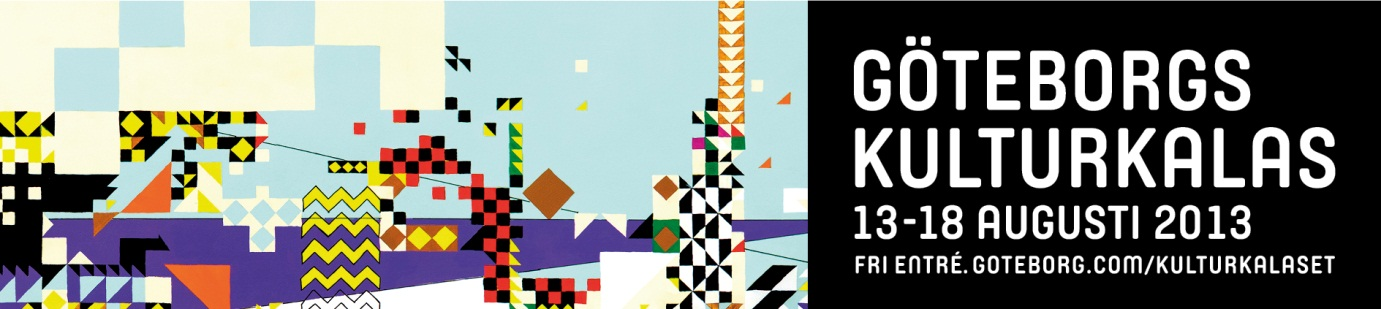 GÖTEBORGS
KULTURKALAS
13-18 AUGUSTI 2013
FRI ENTRÉ. GOTEBORG.COM/KULTURKALASET